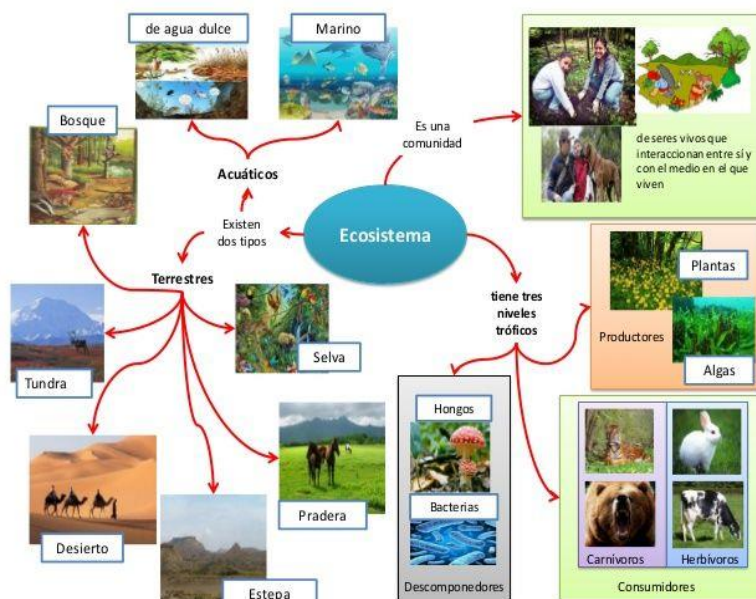 de agua dulce
Marino
Bosque
Es una
comunidad
de seres vivos que
interaccionan entre sí y
con el medio en el que
viven
Acuáticos
Existen
dos tipos
Ecosistema
Terrestres
tiene tres
niveles
tróficos
Plantas
Productores
Algas
Tundra
Selva
Hongos
Bacterias
Descomponedores
Desierto
Estepa
Pradera
Carnívoros
Herbívoros
Consumidores